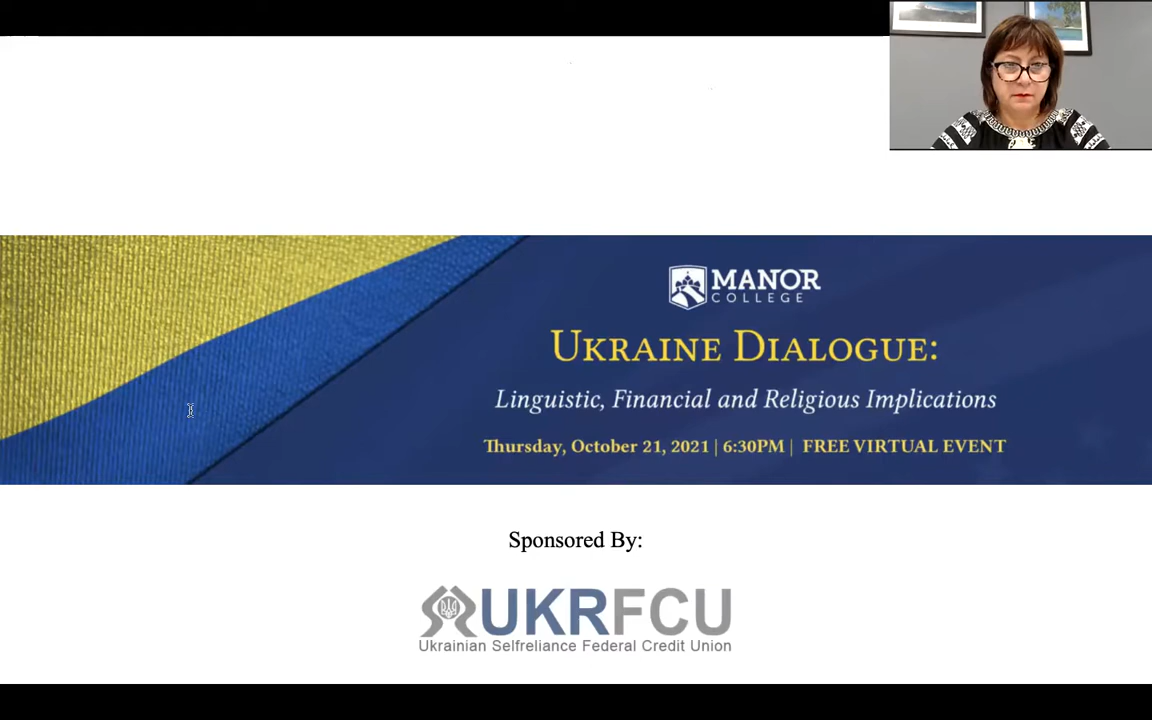 MANOR
COLLEGE
UKRAINE DIALOGUE:
Linguistic, Financial and Religious Implications
Thursday, October 21, 2021 | 6:30PM | FREE VIRTUAL EVENT
Sponsored By:
UKRFCU
Ukrainian Selfreliance Federal Credit Union